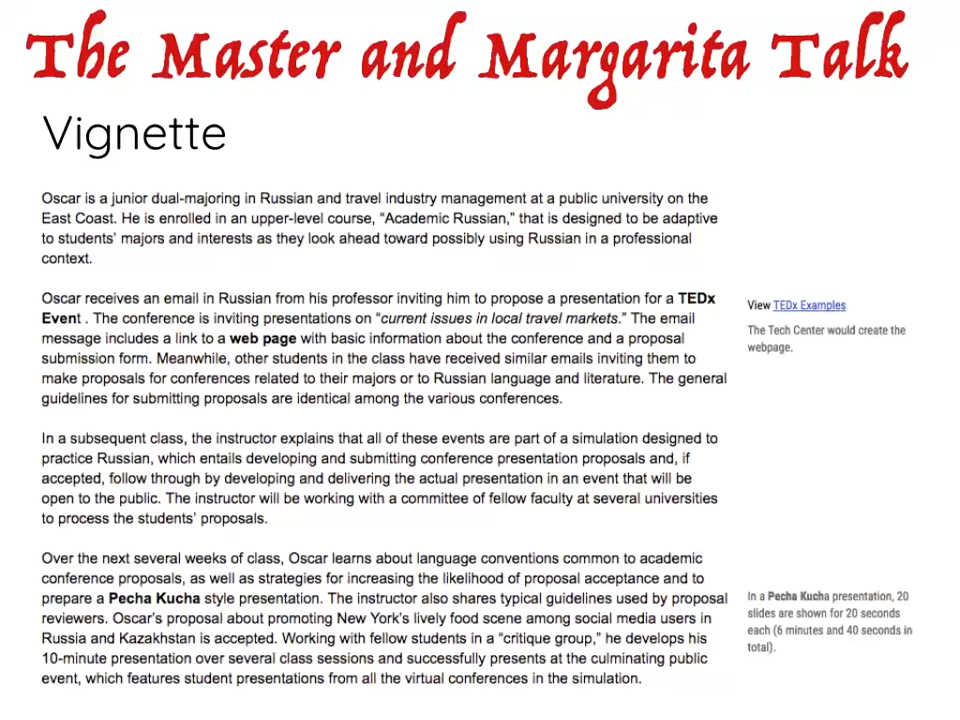 The Master and Margarita Talk
Vignette
Oscar is a junior dual-majoring in Russian and travel industry management at a public university on the
East Coast. He is enrolled in an upper-level course, “Academic Russian,” that is designed to be adaptive
to students’ majors and interests as they look ahead toward possibly using Russian in a professional
context.
Oscar receives an email in Russian from his professor inviting him to propose a presentation for a TEDx
Event . The conference is inviting presentations on “current issues in local travel markets.” The email
message includes a link to a web page with basic information about the conference and a proposal
submission form. Meanwhile, other students in the class have received similar emails inviting them to
make proposals for conferences related to their majors or to Russian language and literature. The general
guidelines for submitting proposals are identical among the various conferences.
View TEDx Examples
The Tech Center would create the
webpage.
In a subsequent class, the instructor explains that all of these events are part of a simulation designed to
practice Russian, which entails developing and submitting conference presentation proposals and, if
accepted, follow through by developing and delivering the actual presentation in an event that will be
open to the public. The instructor will be working with a committee of fellow faculty at several universities
to process the students’ proposals.
Over the next several weeks of class, Oscar learns about language conventions common to academic
conference proposals, as well as strategies for increasing the likelihood of proposal acceptance and to
prepare a Pecha Kucha style presentation. The instructor also shares typical guidelines used by proposal
reviewers. Oscar’s proposal about promoting New York’s lively food scene among social media users in
Russia and Kazakhstan is accepted. Working with fellow students in a “critique group,” he develops his
10-minute presentation over several class sessions and successfully presents at the culminating public
event, which features student presentations from all the virtual conferences in the simulation.
In a Pecha Kucha presentation, 20
slides are shown for 20 seconds
each (6 minutes and 40 seconds in
total).